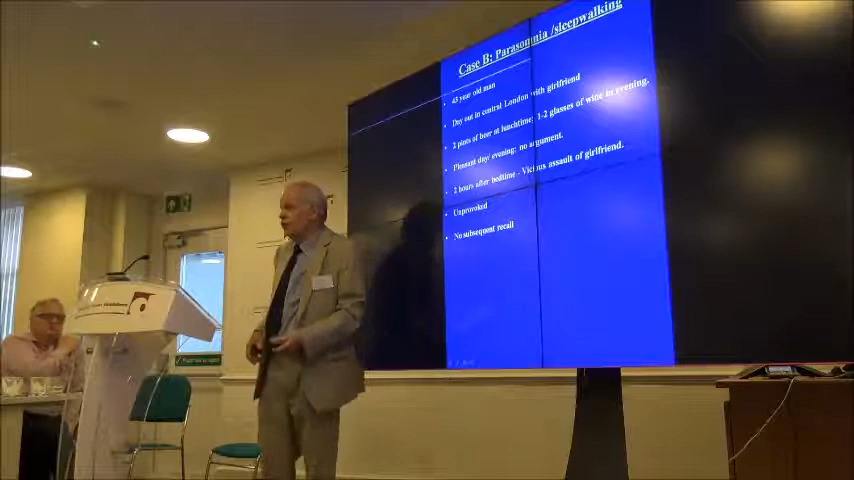 Case B: Parasomnia /sleepwalking
• 45 year old man
• Day out in central London with girlfriend
• 2 pints of beer at lunchtime; 1-2 glasses of wine in evening.
• Pleasant day/ evening; no argument.
• 2 hours after bedtime - Vicious assault of girlfriend.
• Unprovoked
• No subsequent recall